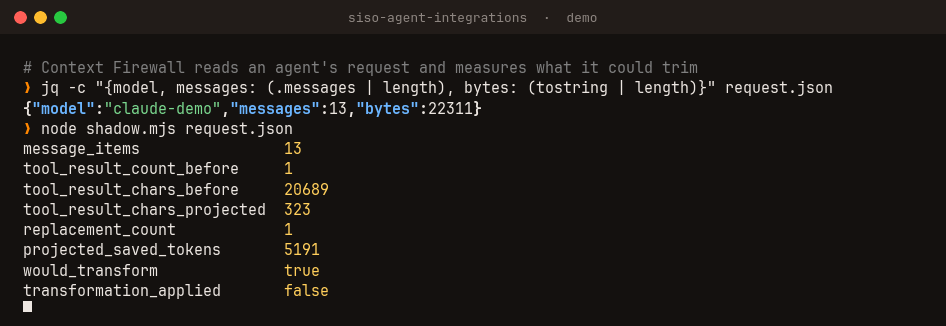 siso-agent-integrations · demo
# Context Firewall reads an agent's request and measures what it could trim
❯ jq -c "{model, messages: (.messages | length), bytes: (tostring | length)}" request.json
{"model":"claude-demo","messages":13,"bytes":22311}
❯ node shadow.mjs request.json
message_items 13
tool_result_count_before 1
tool_result_chars_before 20689
tool_result_chars_projected 323
replacement_count 1
projected_saved_tokens 5191
would_transform true
transformation_applied false